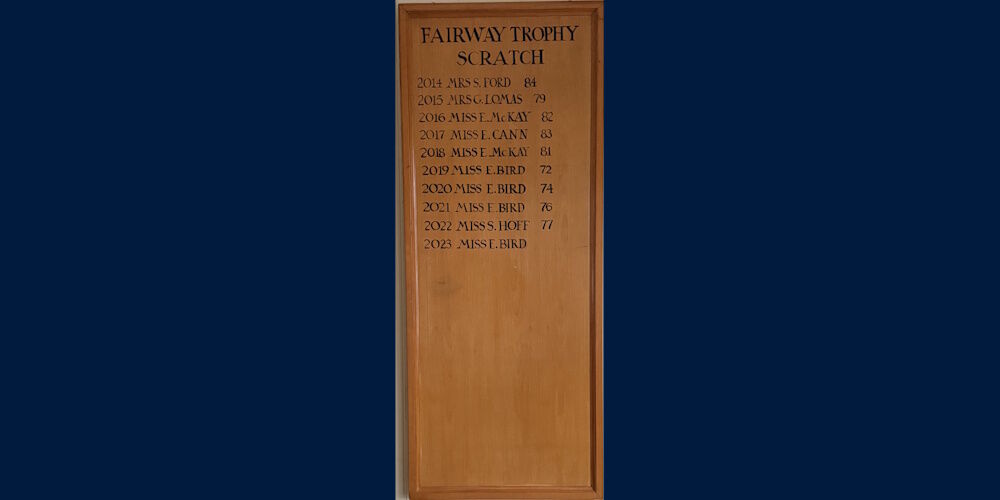 FAIRWAY TROPHY
SCRATCH
2014 MRS S. FORD 84
2015 MRS G. LOMAS 79
2016 MISS E. McKAY 82
2017 MISS E. CANN 83
2018 MISS E. McKAY 81
2019 MISS E. BIRD 72
2020 MISS E. BIRD 74
2021 MISS E. BIRD 76
2022 MISS S. HOFF 77
2023 MISS E. BIRD